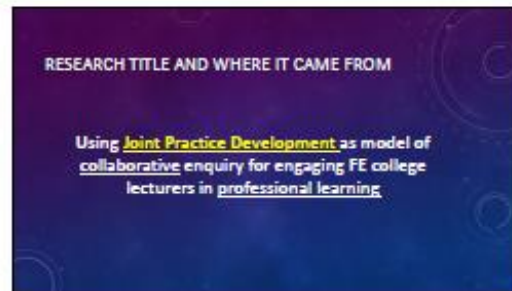 RESEARCH TITLE AND WHERE IT CAME FROM
Using Joint Practice Development as model of
collaborative enquiry for engaging FE college
lecturers in professional learning